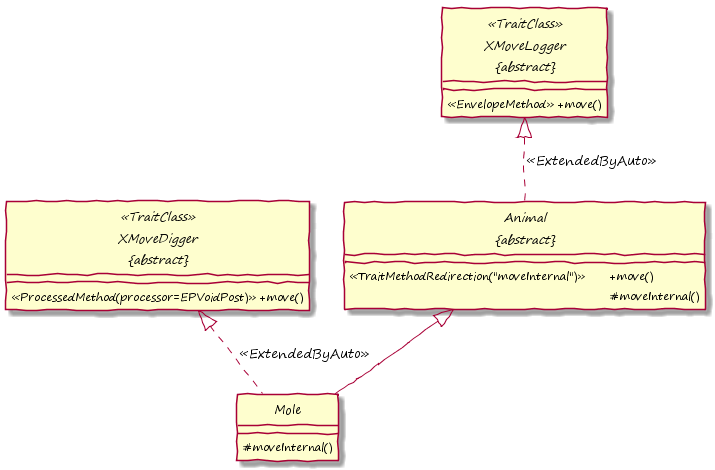 «TraitClass»
XMoveLogger
{abstract}
«EnvelopeMethod» +move()
«ExtendedByAuto»
«TraitClass»
XMoveDigger
{abstract}
«ProcessedMethod(processor=EPVoidPost)» +move()
Animal
{abstract}
«TraitMethodRedirection("moveInternal")» +move()
#moveInternal()
«ExtendedByAuto»
Mole
#moveInternal()